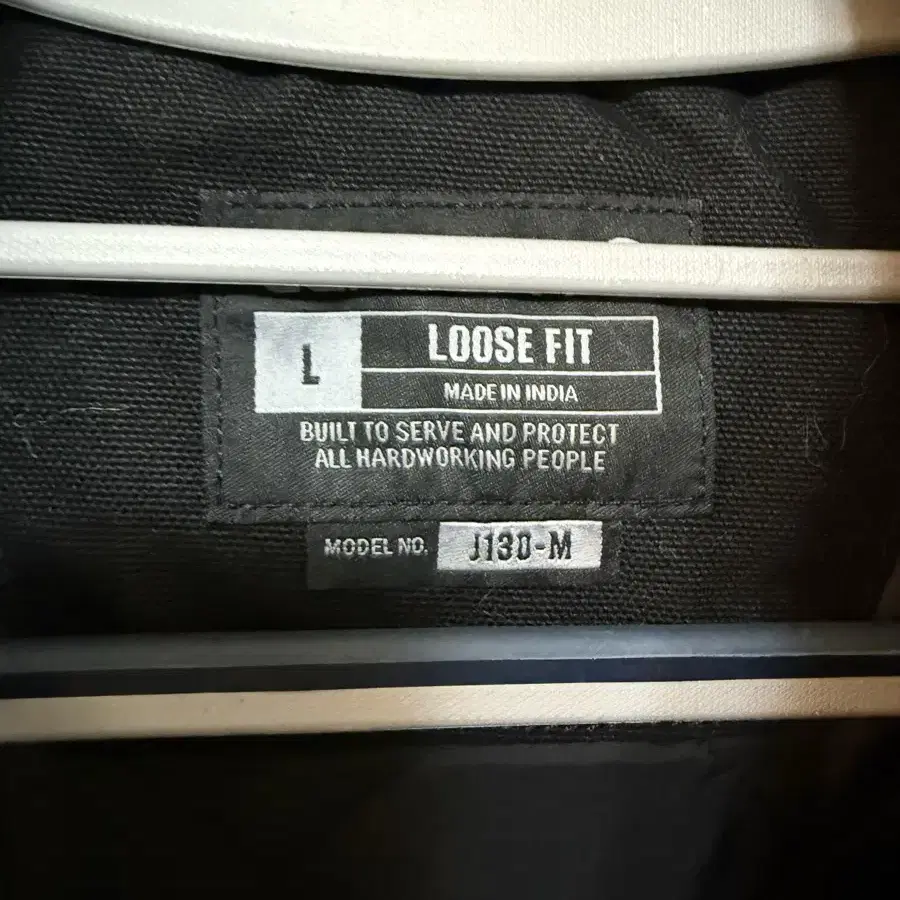 L
LOOSE FIT
MADE IN INDIA
BUILT TO SERVE AND PROTECT
ALL HARDWORKING PEOPLE
MODEL NO. J130-M